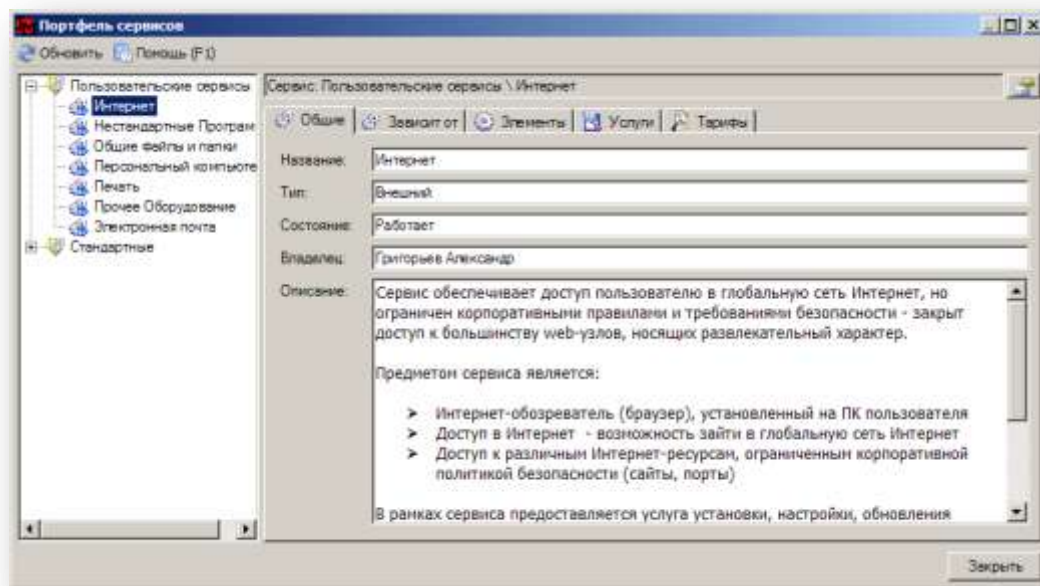 Портфель сервисов
Обновить Помощь (F1)
Пользовательские сервисы
Интернет
Нестандартные Програм
Общие файлы и папки
Персональный компьюте
Печать
Прочее Оборудование
Электронная почта
Стандартные
Сервис: Пользовательские сервисы \ Интернет
Общие Зависит от Элементы Услуги Тарифы
Название: Интернет
Тип: Внешний
Состояние: Работает
Владелец: Григорьев Александр
Описание: Сервис обеспечивает доступ пользователю в глобальную сеть Интернет, но
ограничен корпоративными правилами и требованиями безопасности - закрыт
доступ к большинству web-узлов, носящих развлекательный характер.
Предметом сервиса является:
➤ Интернет-обозреватель (браузер), установленный на ПК пользователя
➤ Доступ в Интернет - возможность зайти в глобальную сеть Интернет
➤ Доступ к различным Интернет-ресурсам, ограниченным корпоративной
политикой безопасности (сайты, порты)
В рамках сервиса предоставляется услуга установки, настройки, обновления
Закрыть